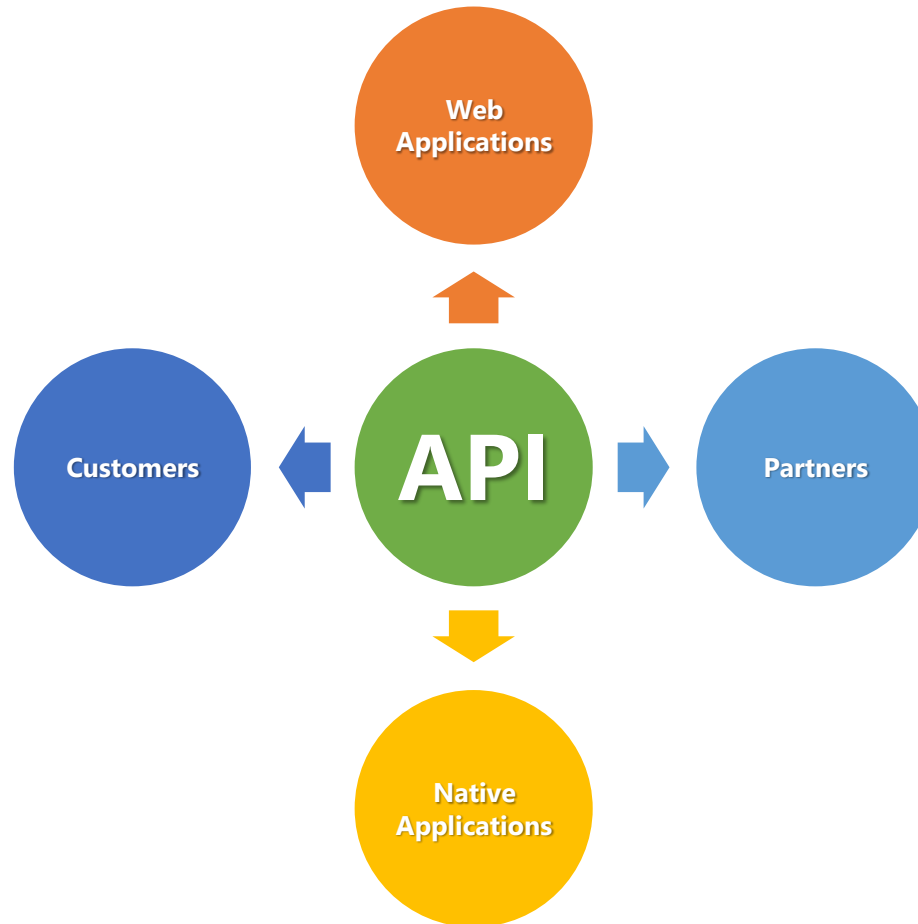 Web
Applications
Customers
API
Partners
Native
Applications